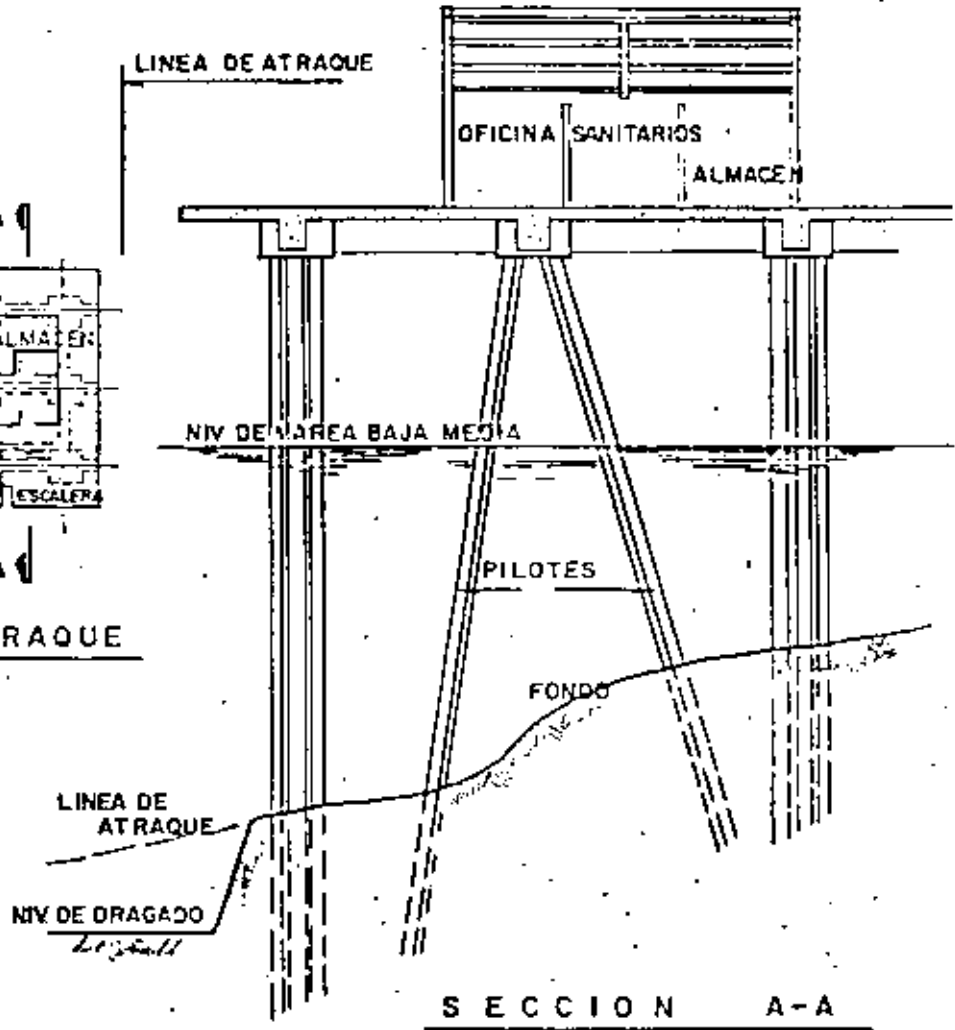 LINEA DE ATRAQUE
OFICINA
SANITARIOS
ALMACEN
A
ALMACEN
ESCALERA
A
RAQUE
NIV DE MAREA BAJA MEDIA
PILOTES
FONDO
LINEA DE
ATRAQUE
NIV. DE DRAGADO
SECCION A-A